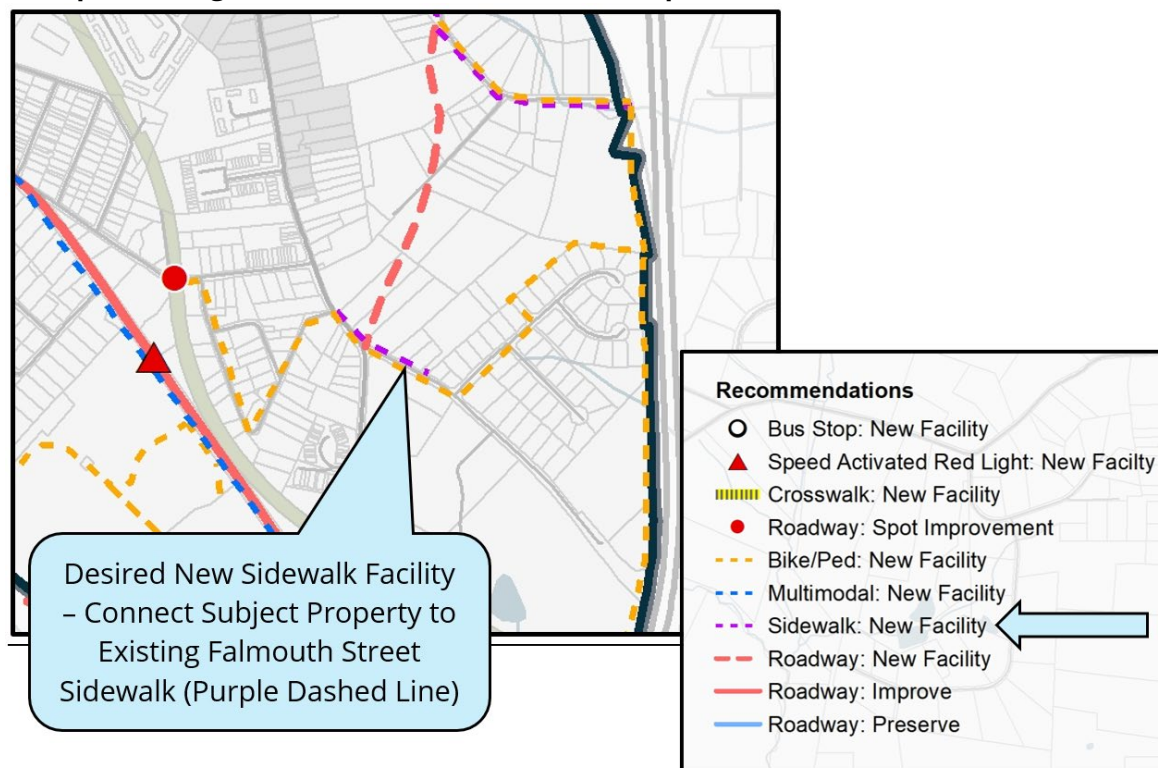 Recommendations
Bus Stop: New Facility
Speed Activated Red Light: New Facilty
Crosswalk: New Facility
Roadway: Spot Improvement
Bike/Ped: New Facility
Multimodal: New Facility
Sidewalk: New Facility
Roadway: New Facility
Roadway: Improve
Roadway: Preserve
Desired New Sidewalk Facility
– Connect Subject Property to
Existing Falmouth Street
Sidewalk (Purple Dashed Line)